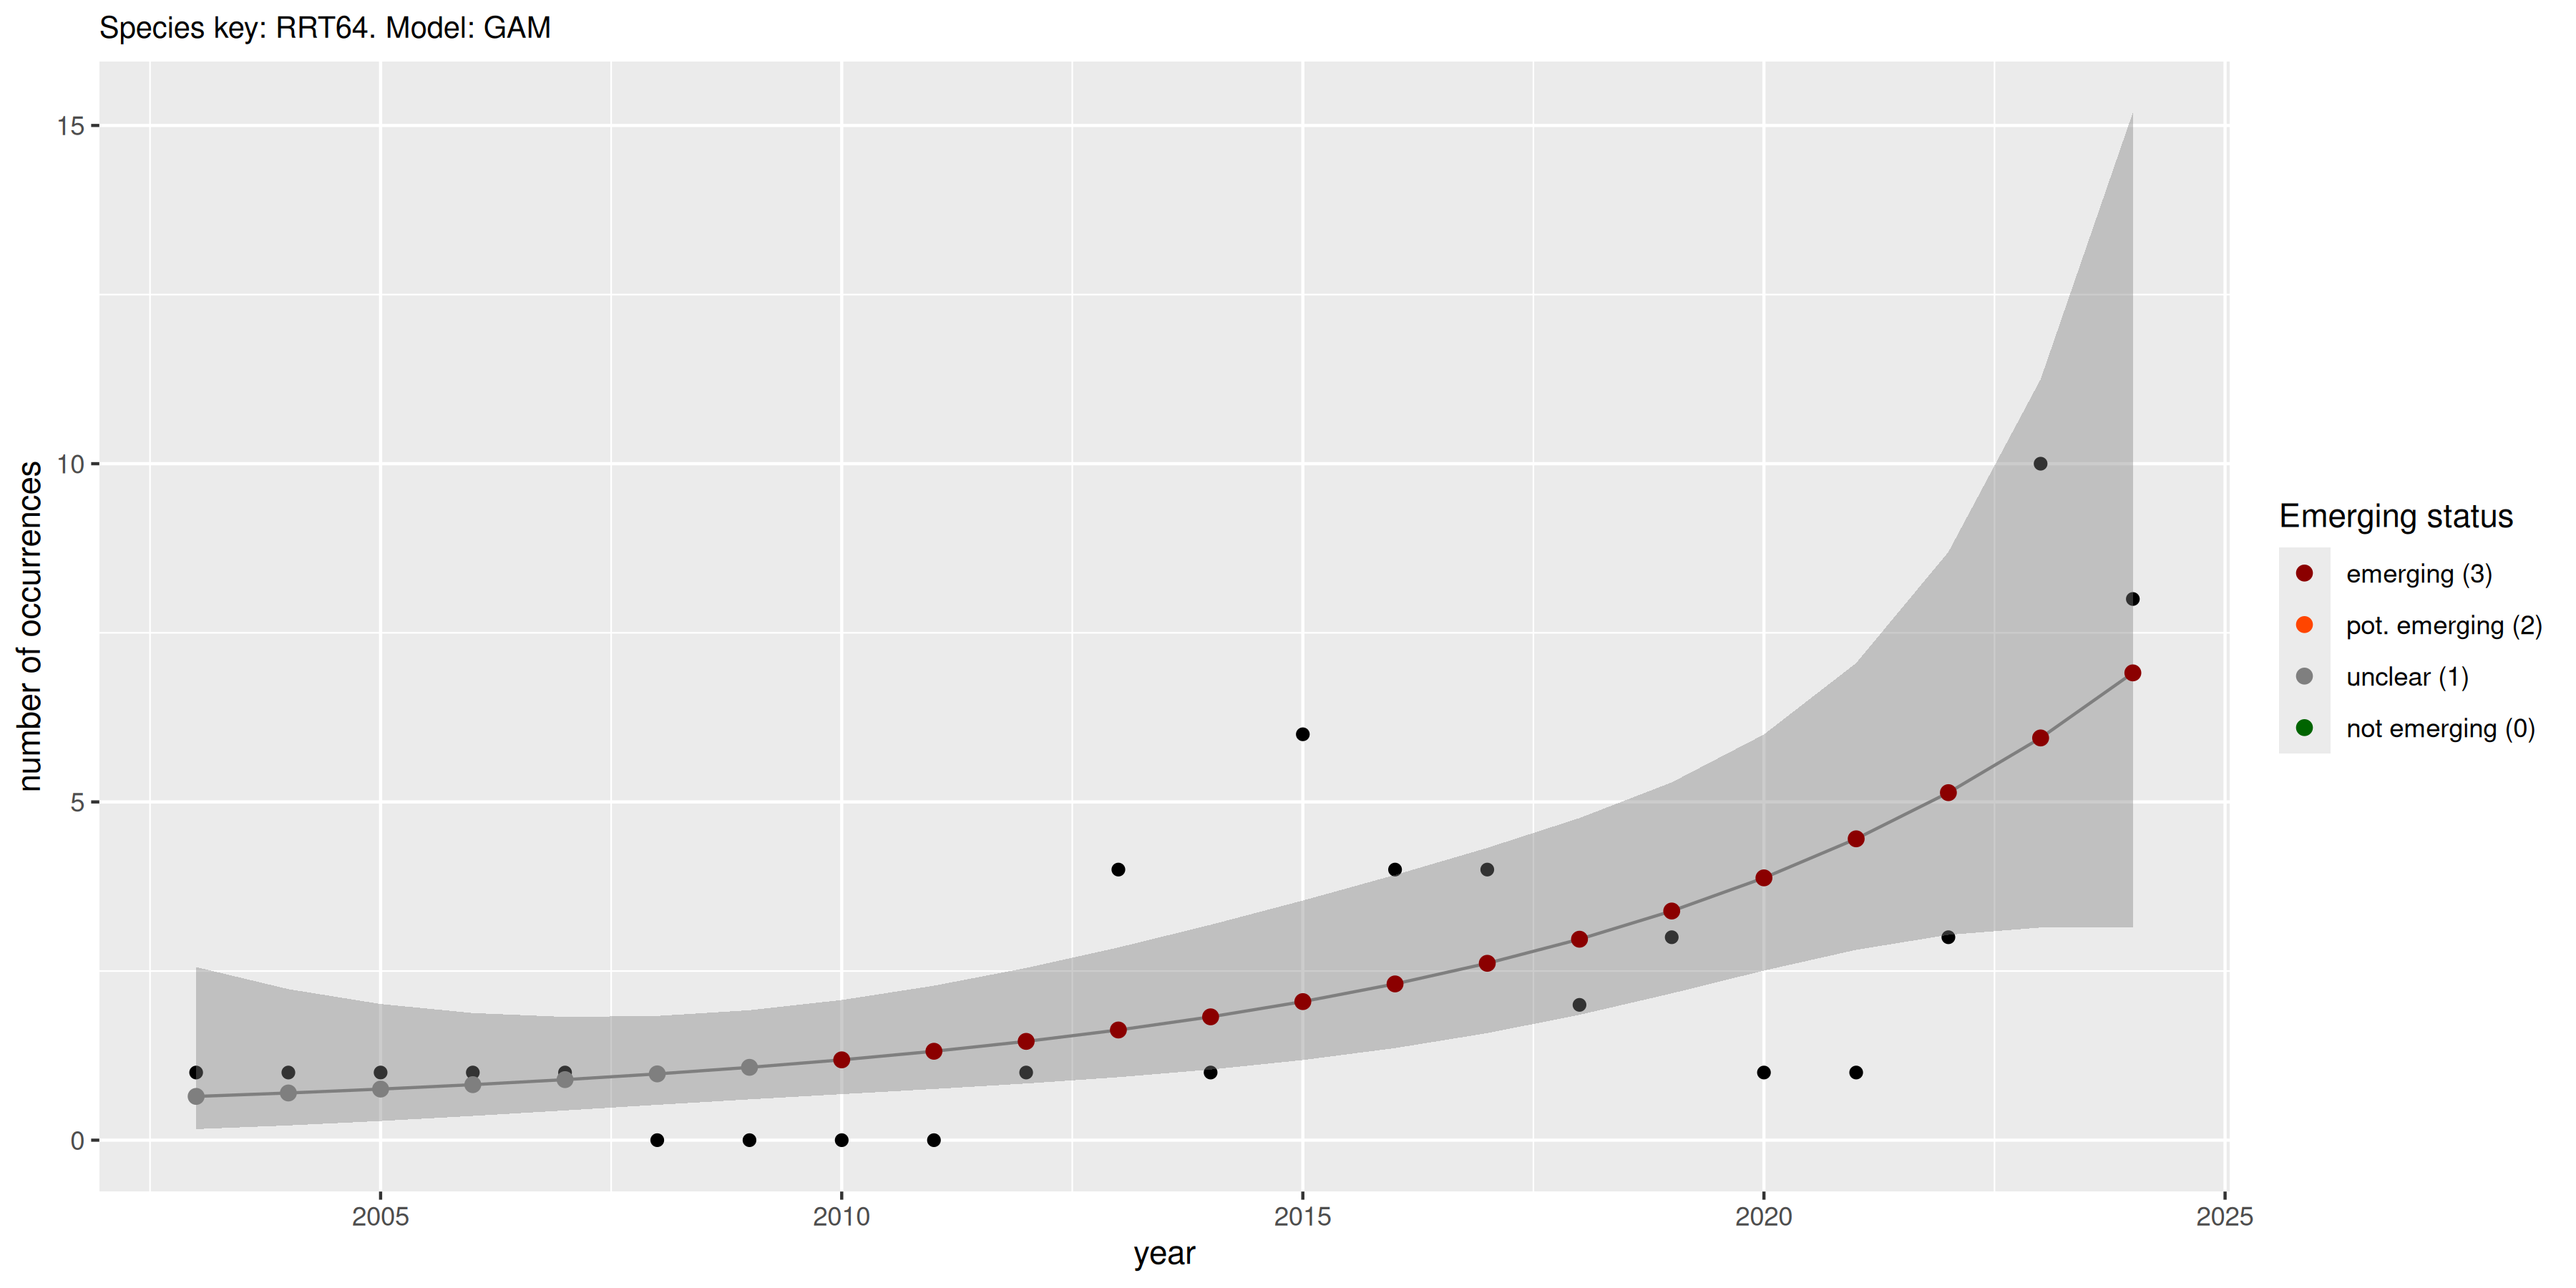 Species key: RRT64. Model: GAM
15
10
5
0
number of occurrences
2005
2010
2015
2020
2025
year
Emerging status
emerging (3)
pot. emerging (2)
unclear (1)
not emerging (0)